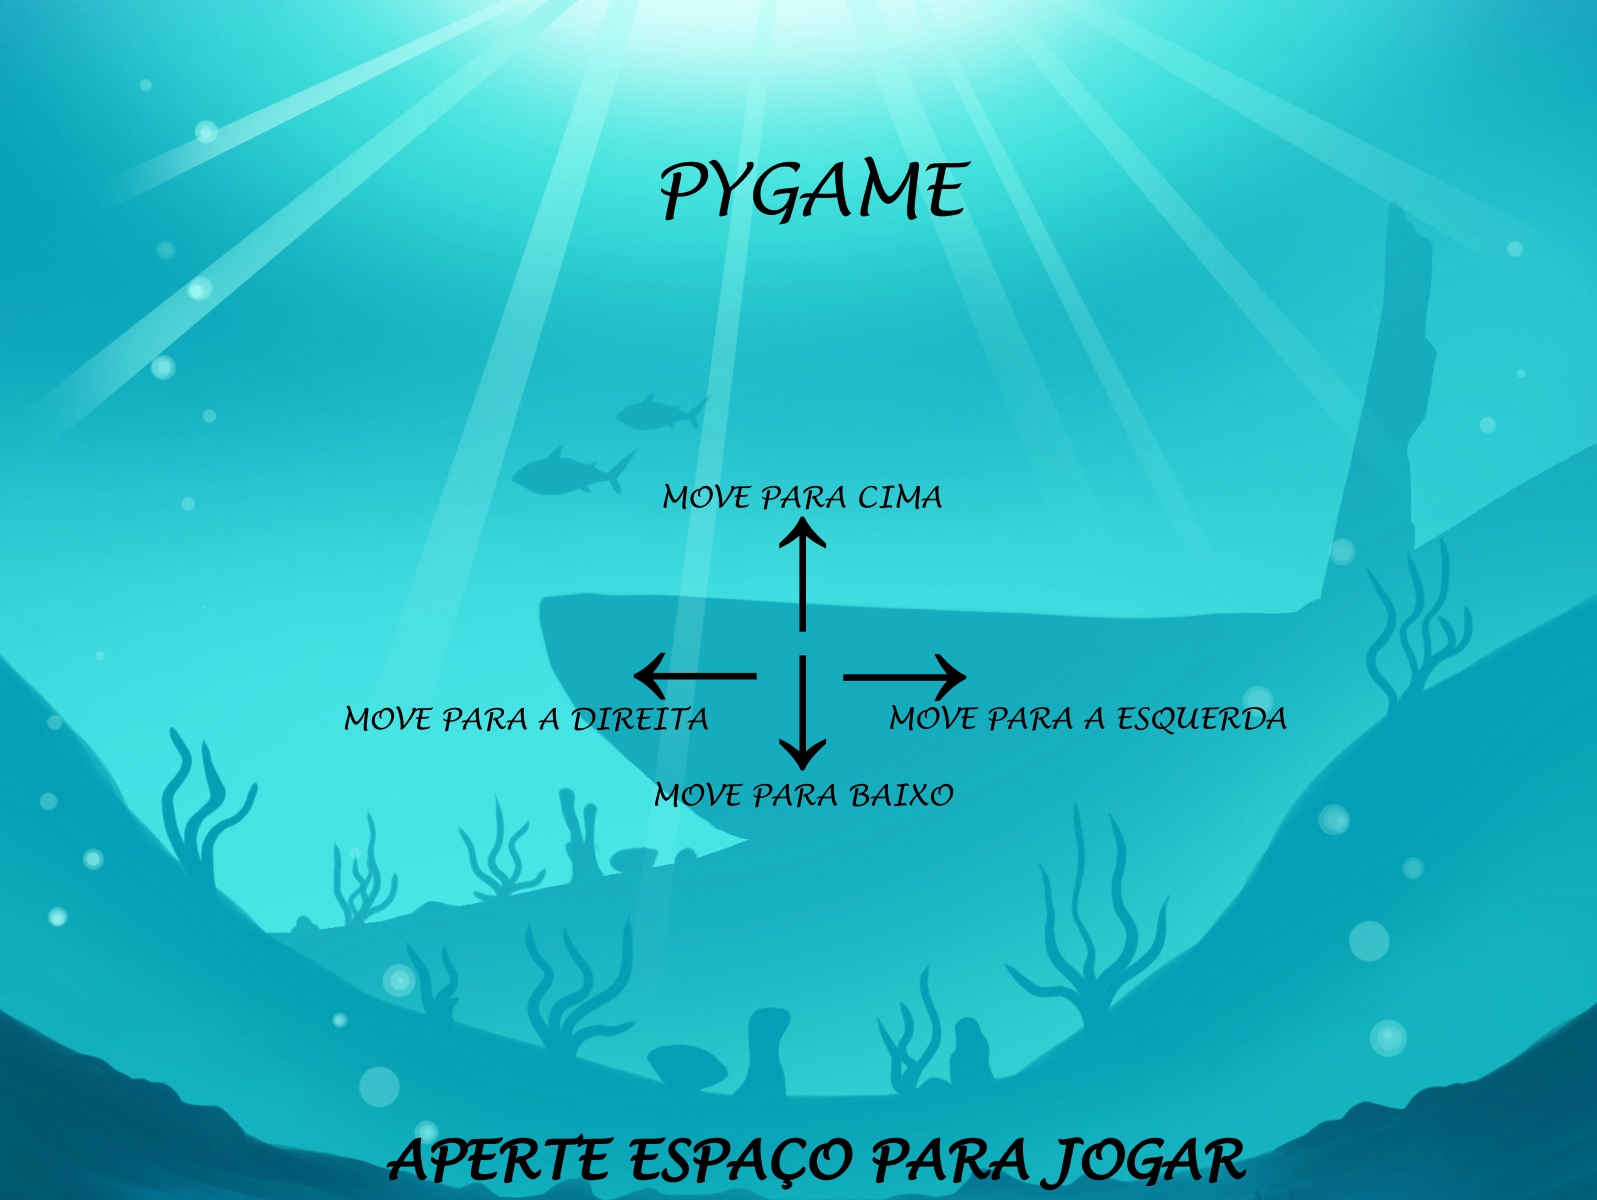 PYGAME
MOVE PARA CIMA
MOVE PARA A DIREITA
MOVE PARA A ESQUERDA
MOVE PARA BAIXO
APERTE ESPAÇO PARA JOGAR